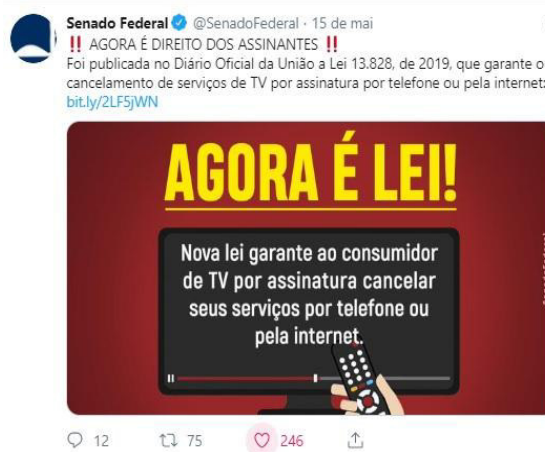 Senado Federal @SenadoFederal · 15 de mai
‼ AGORA É DIREITO DOS ASSINANTES ‼
Foi publicada no Diário Oficial da União a Lei 13.828, de 2019, que garante o
cancelamento de serviços de TV por assinatura por telefone ou pela internet:
bit.ly/2LF5jWN
AGORA É LEI!
Nova lei garante ao consumidor
de TV por assinatura cancelar
seus serviços por telefone ou
pela internet.
12 75 246